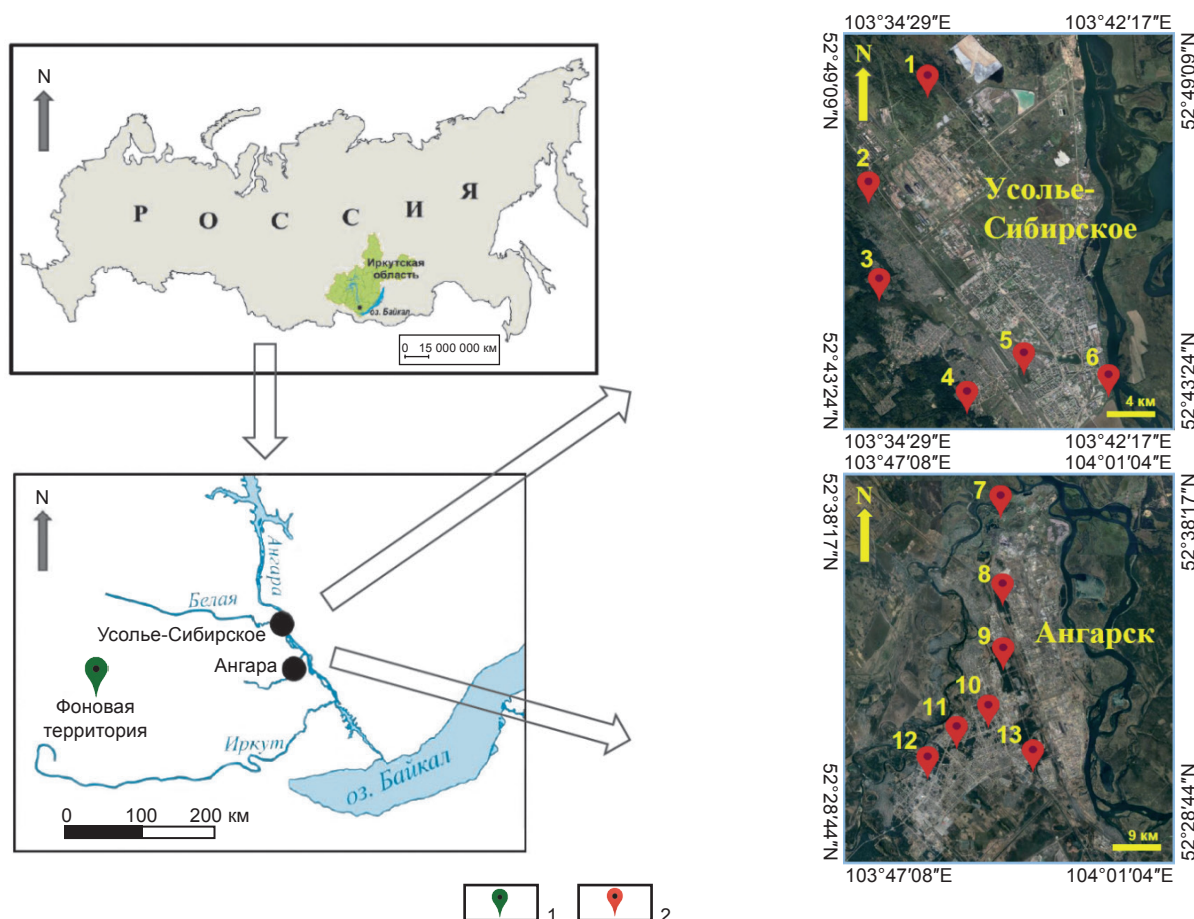 N
Р О С С И Я
Иркутская
область
оз. Байкал
0 15 000 000 км
N
Ангара
Белая
Усолье-Сибирское
Ангара
Фоновая
территория
Иркут
оз. Байкал
0 100 200 км
103°34′29″E 103°42′17″E
52°49′09″N
52°49′09″N
N
1
2
Усолье-
Сибирское
3
5
6
4
4 км
52°43′24″N
52°43′24″N
103°34′29″E 103°42′17″E
103°47′08″E 104°01′04″E
52°38′17″N
52°38′17″N
N
7
8
9
Ангарск
10
11
12
13
9 км
52°28′44″N
52°28′44″N
103°47′08″E 104°01′04″E
1 2